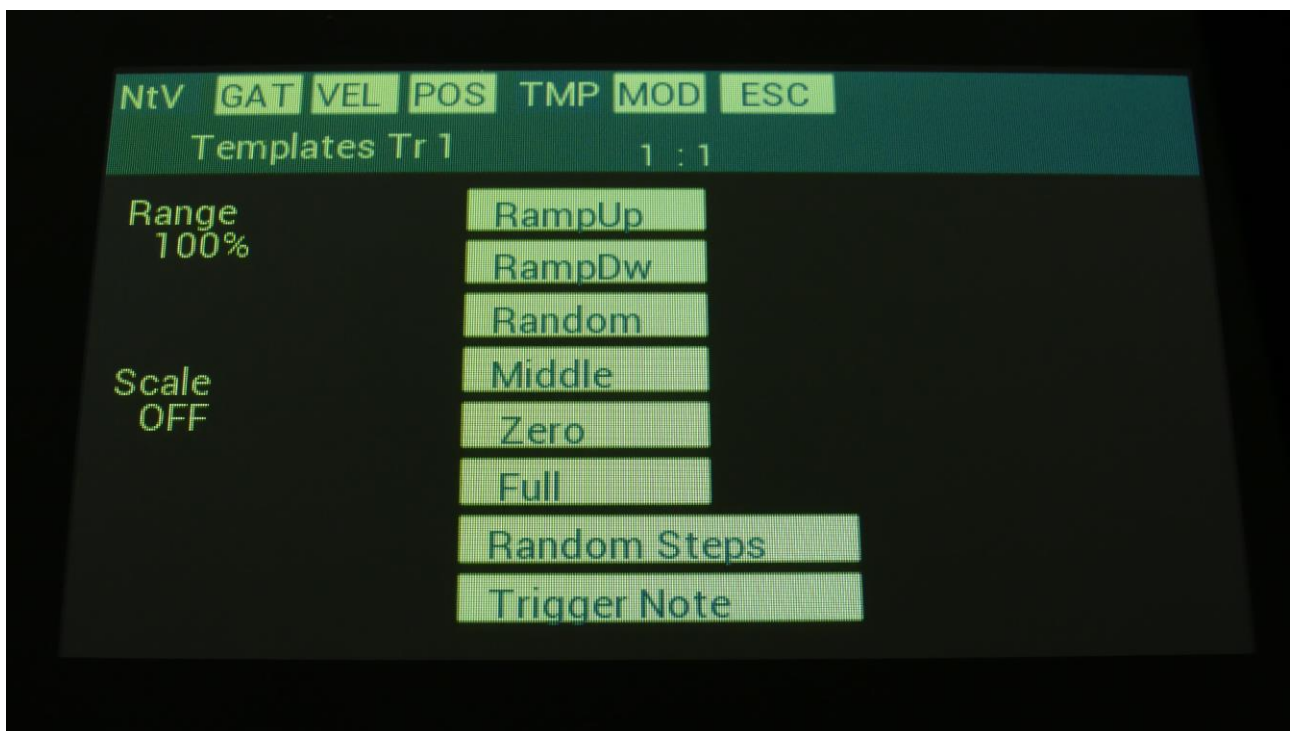 NtV GAT VEL POS TMP MOD ESC
Templates Tr 1 1 : 1
Range
100%
Scale
OFF
RampUp
RampDw
Random
Middle
Zero
Full
Random Steps
Trigger Note